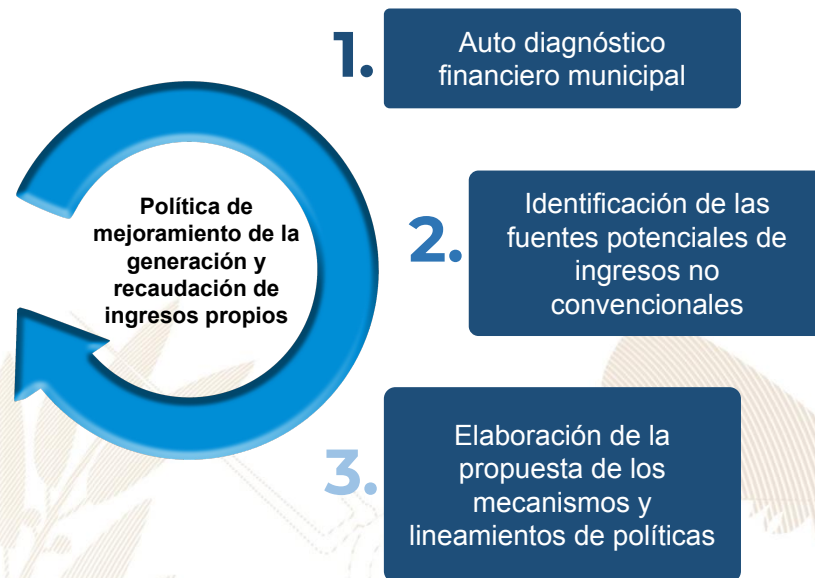 1.
Auto diagnóstico
financiero municipal
Política de
mejoramiento de la
generación y
recaudación de
ingresos propios
2.
Identificación de las
fuentes potenciales de
ingresos no
convencionales
3.
Elaboración de la
propuesta de los
mecanismos y
lineamientos de políticas